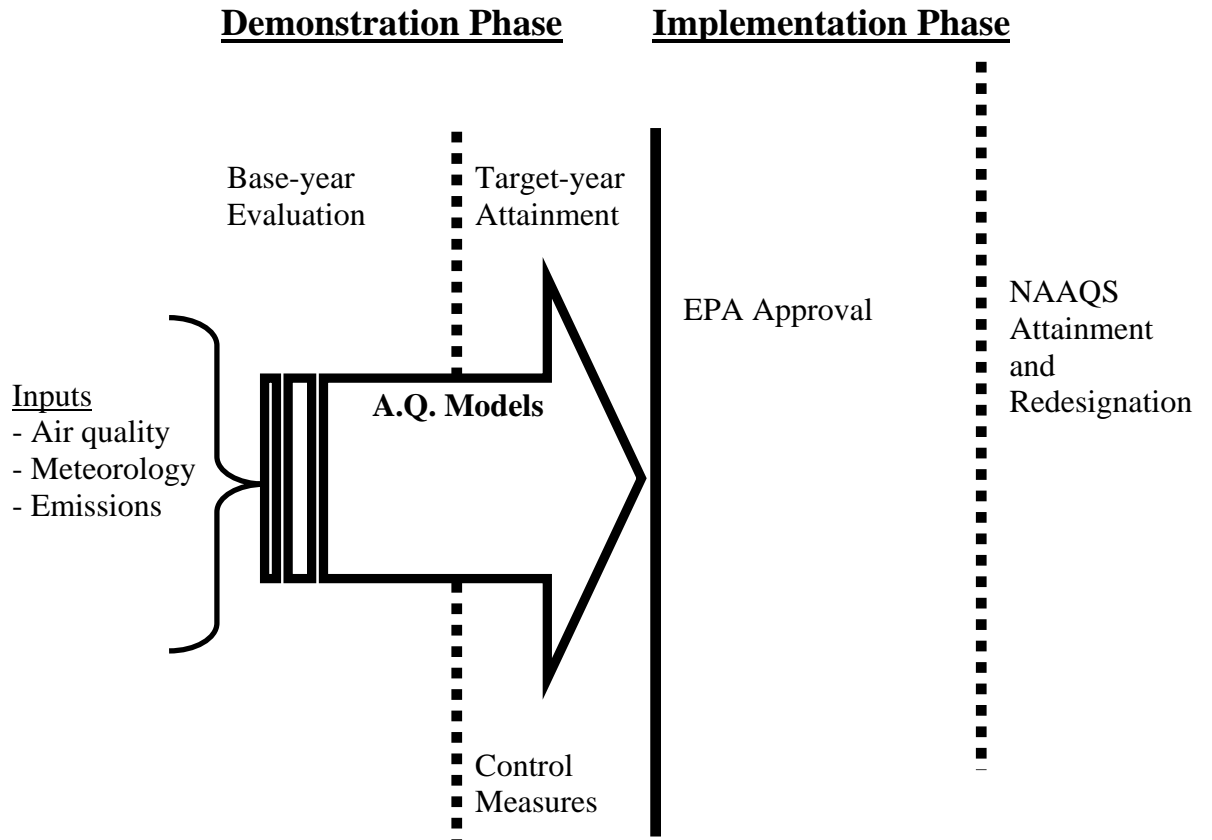 Demonstration Phase
Implementation Phase
Base-year
Evaluation
Target-year
Attainment
EPA Approval
NAAQS
Attainment
and
Redesignation
Inputs
- Air quality
- Meteorology
- Emissions
A.Q. Models
Control
Measures